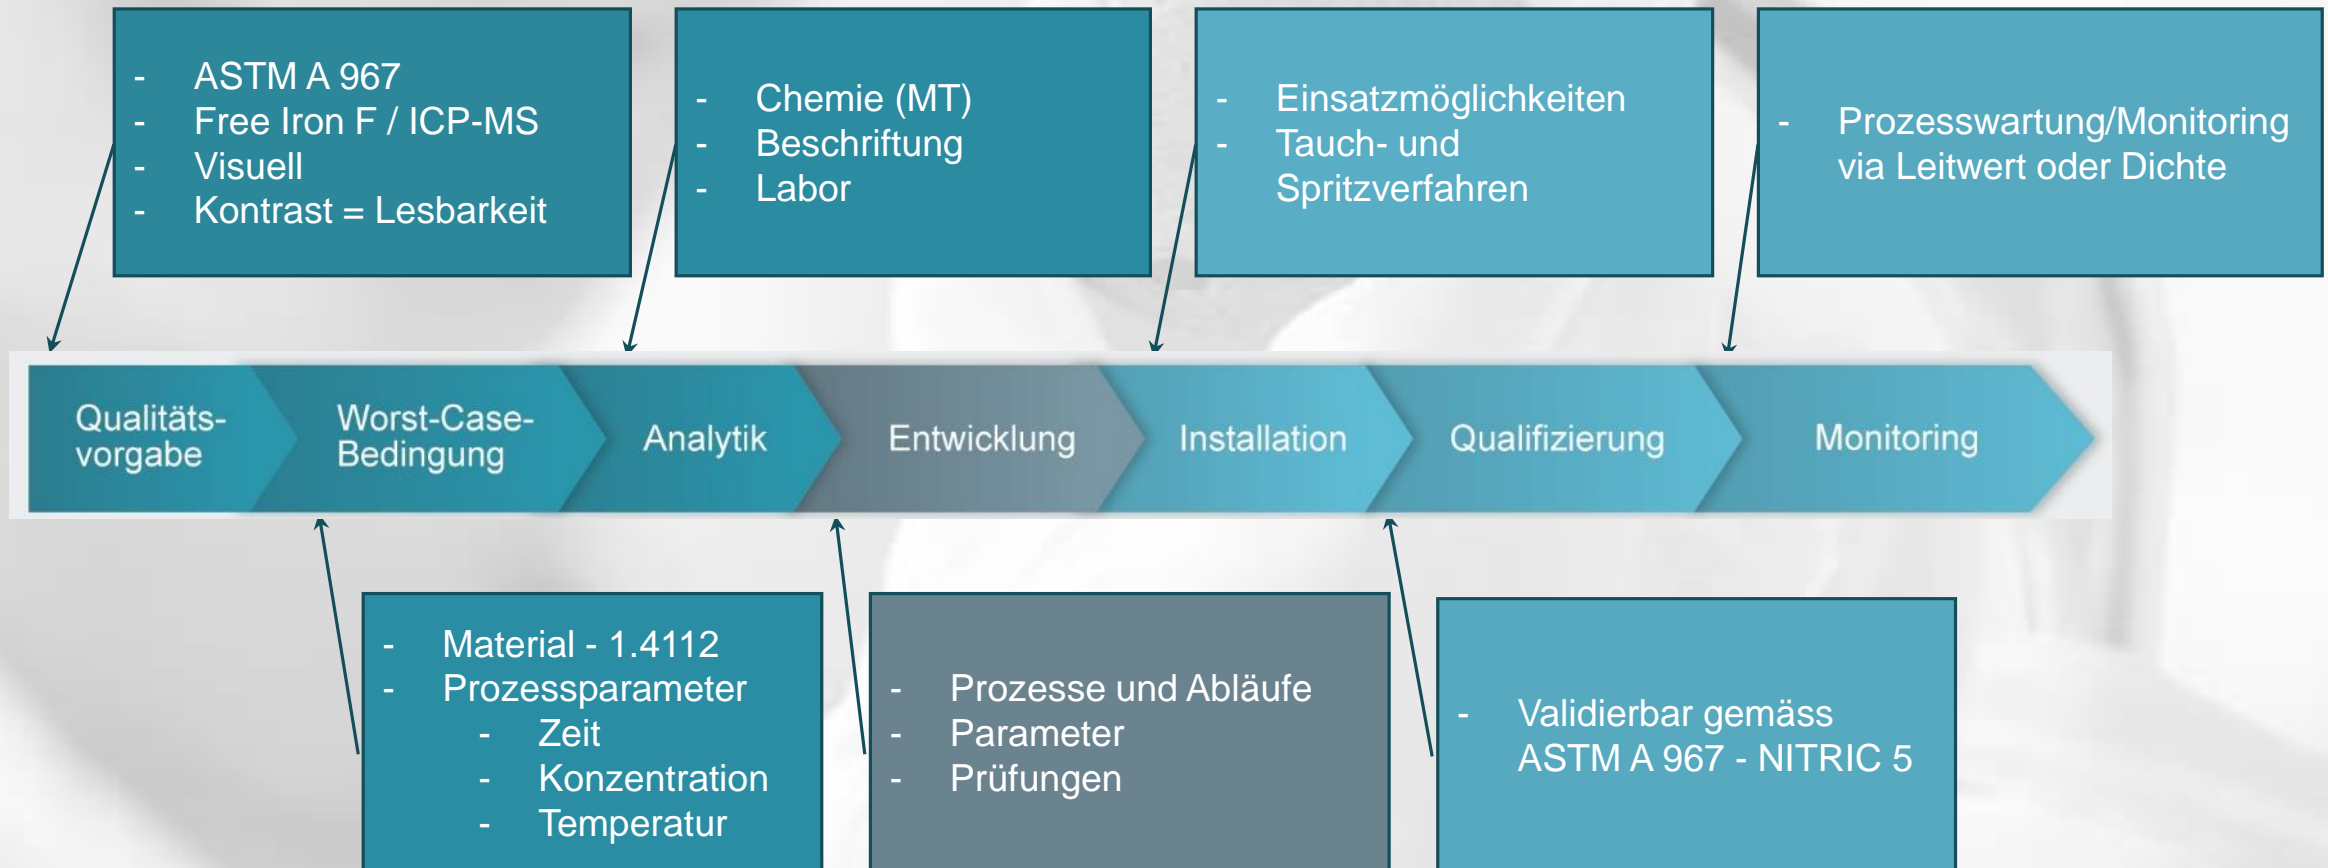 - ASTM A 967
- Free Iron F / ICP-MS
- Visuell
- Kontrast = Lesbarkeit
- Chemie (MT)
- Beschriftung
- Labor
- Einsatzmöglichkeiten
- Tauch- und
Spritzverfahren
- Prozesswartung/Monitoring
via Leitwert oder Dichte
Qualitäts-
vorgabe
Worst-Case-
Bedingung
Analytik
Entwicklung
Installation
Qualifizierung
Monitoring
- Material - 1.4112
- Prozessparameter
- Zeit
- Konzentration
- Temperatur
- Prozesse und Abläufe
- Parameter
- Prüfungen
- Validierbar gemäss
ASTM A 967 - NITRIC 5